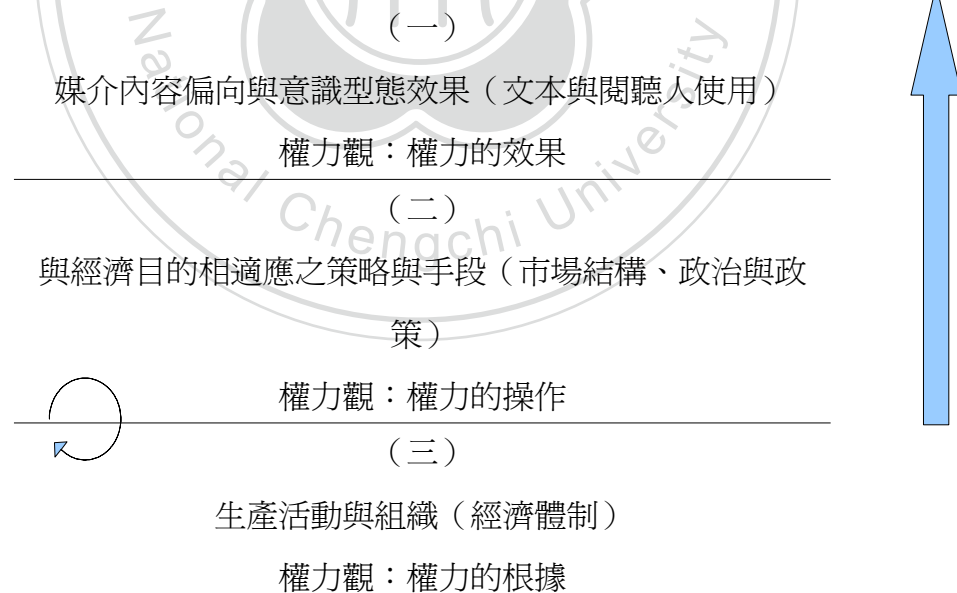 （一）
媒介內容偏向與意識型態效果（文本與閱聽人使用）
權力觀：權力的效果
（二）
與經濟目的相適應之策略與手段（市場結構、政治與政
策）
權力觀：權力的操作
（三）
生產活動與組織（經濟體制）
權力觀：權力的根據
National Chengchi University